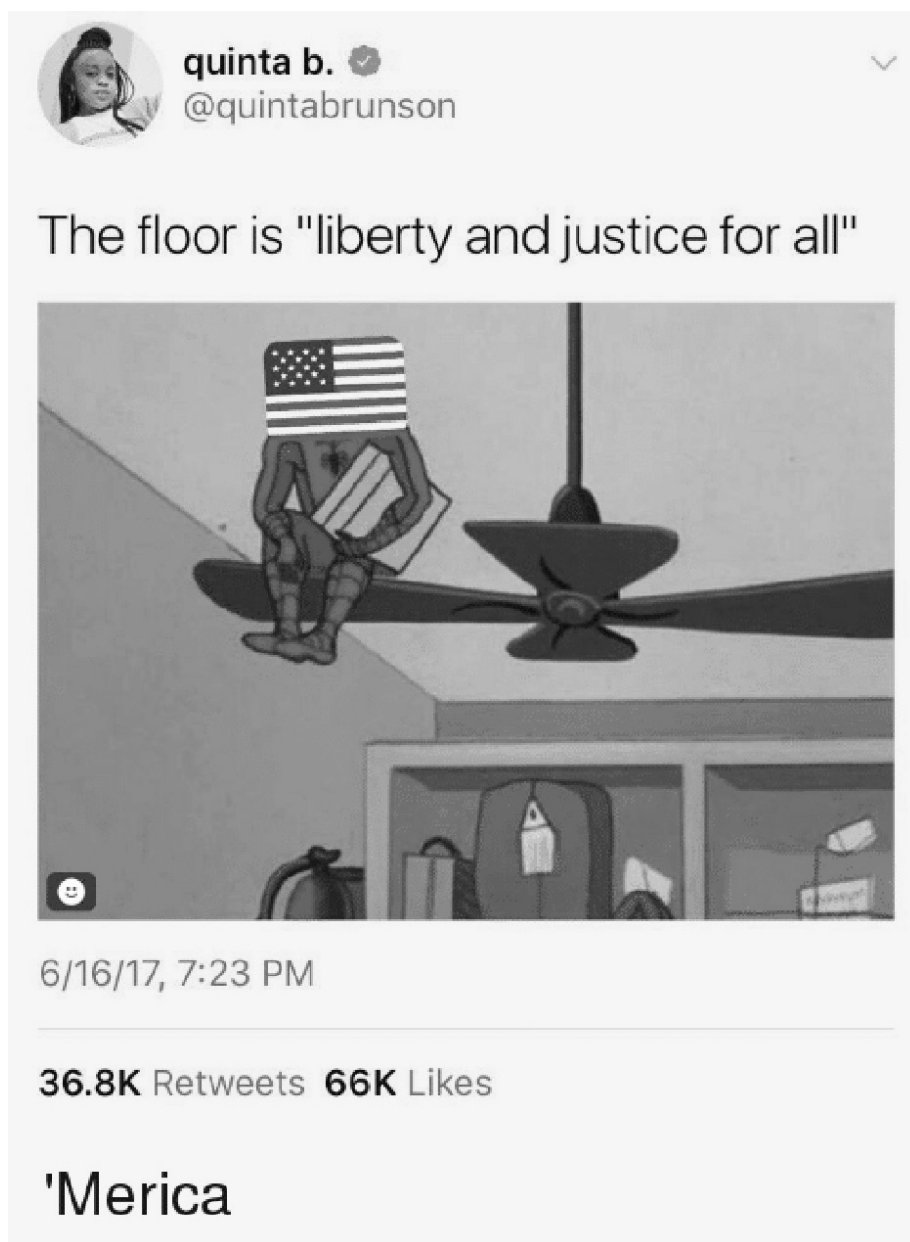 quinta b.
@quintabrunson
The floor is "liberty and justice for all"
6/16/17, 7:23 PM
36.8K Retweets 66K Likes
'Merica